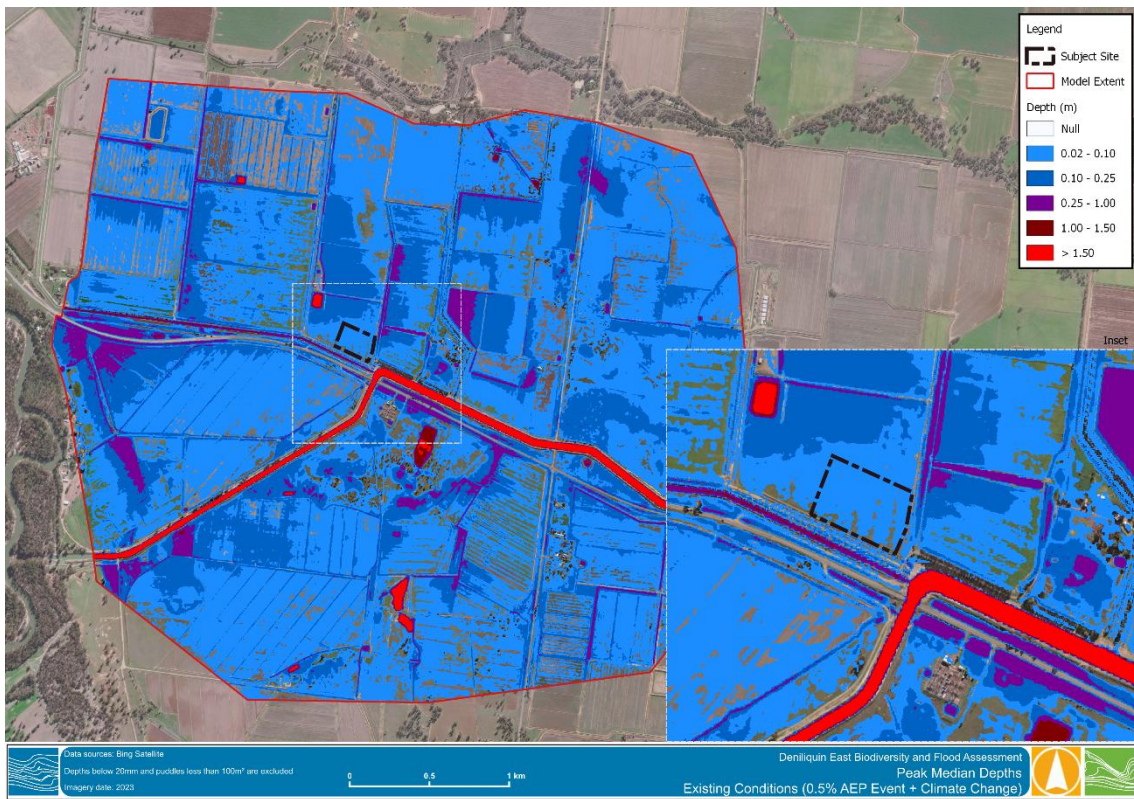 Legend
Subject Site
Model Extent
Depth (m)
Null
0.02 - 0.10
0.10 - 0.25
0.25 - 1.00
1.00 - 1.50
> 1.50
Inset
Data sources: Bing Satellite
Depths below 20mm and puddles less than 100m² are excluded
Imagery date: 2023
0 0.5 1 km
Deniliquin East Biodiversity and Flood Assessment
Peak Median Depths
Existing Conditions (0.5% AEP Event + Climate Change)